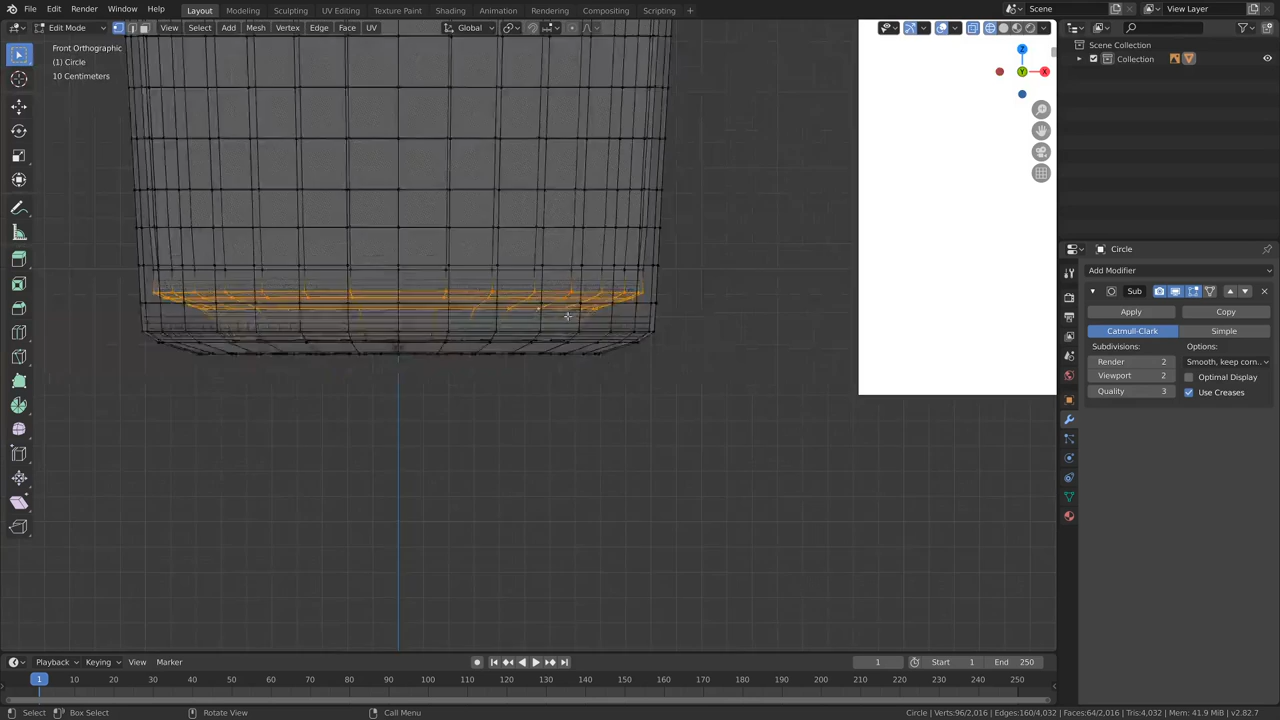 File Edit Render Window Help Layout Modeling Sculpting UV Editing Texture Paint Shading Animation Rendering Compositing Scripting + Scene View Layer
Edit Mode View Select Add Mesh Vertex Edge Face UV Global
Front Orthographic
(1) Circle
10 Centimeters
Z
Y
X
Scene Collection
Collection
Circle
Add Modifier
Sub
Apply Copy
Catmull-Clark Simple
Subdivisions: Options:
Render 2 Smooth, keep corn..
Viewport 2 Optimal Display
Quality 3 Use Creases
Playback Keying View Marker 1 Start 1 End 250
1 10 20 30 40 50 60 70 80 90 100 110 120 130 140 150 160 170 180 190 200 210 220 230 240 250
Select Box Select Rotate View Call Menu Circle | Verts:96/2,016 | Edges:160/4,032 | Faces:64/2,016 | Tris:4,032 | Mem: 41.9 MiB | v2.82.7